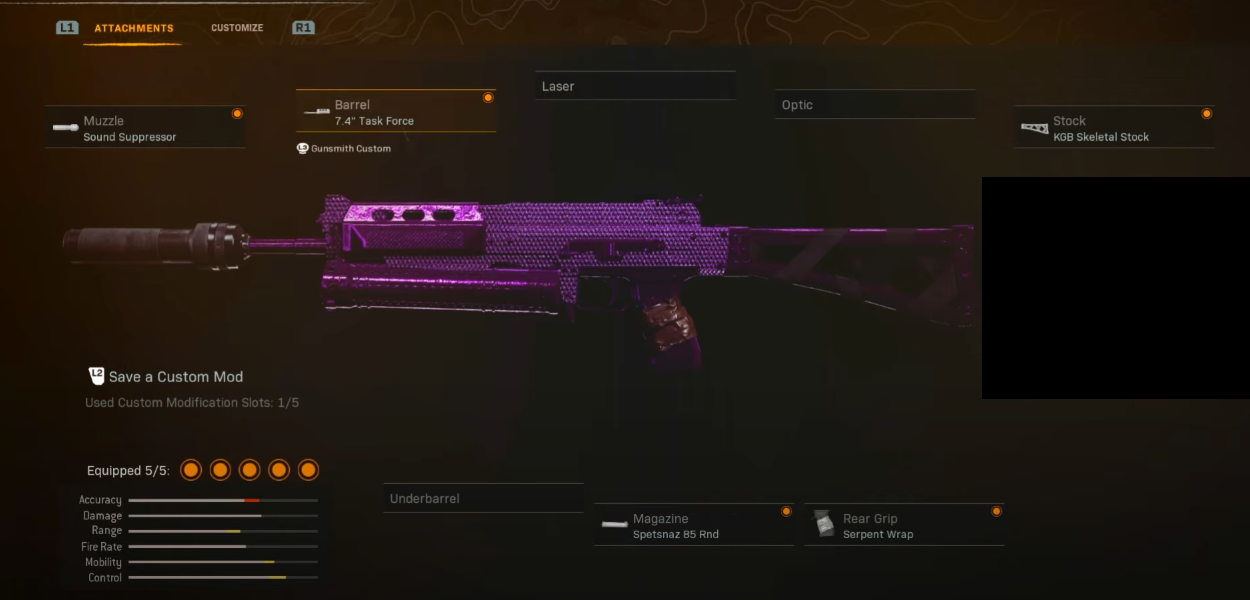 L1 ATTACHMENTS CUSTOMIZE R1
Laser
Barrel
7.4" Task Force
Optic
Muzzle
Sound Suppressor
Stock
KGB Skeletal Stock
L3 Gunsmith Custom
L2 Save a Custom Mod
Used Custom Modification Slots: 1/5
Equipped 5/5:
Accuracy
Damage
Range
Fire Rate
Mobility
Control
Underbarrel
Magazine
Spetsnaz 85 Rnd
Rear Grip
Serpent Wrap